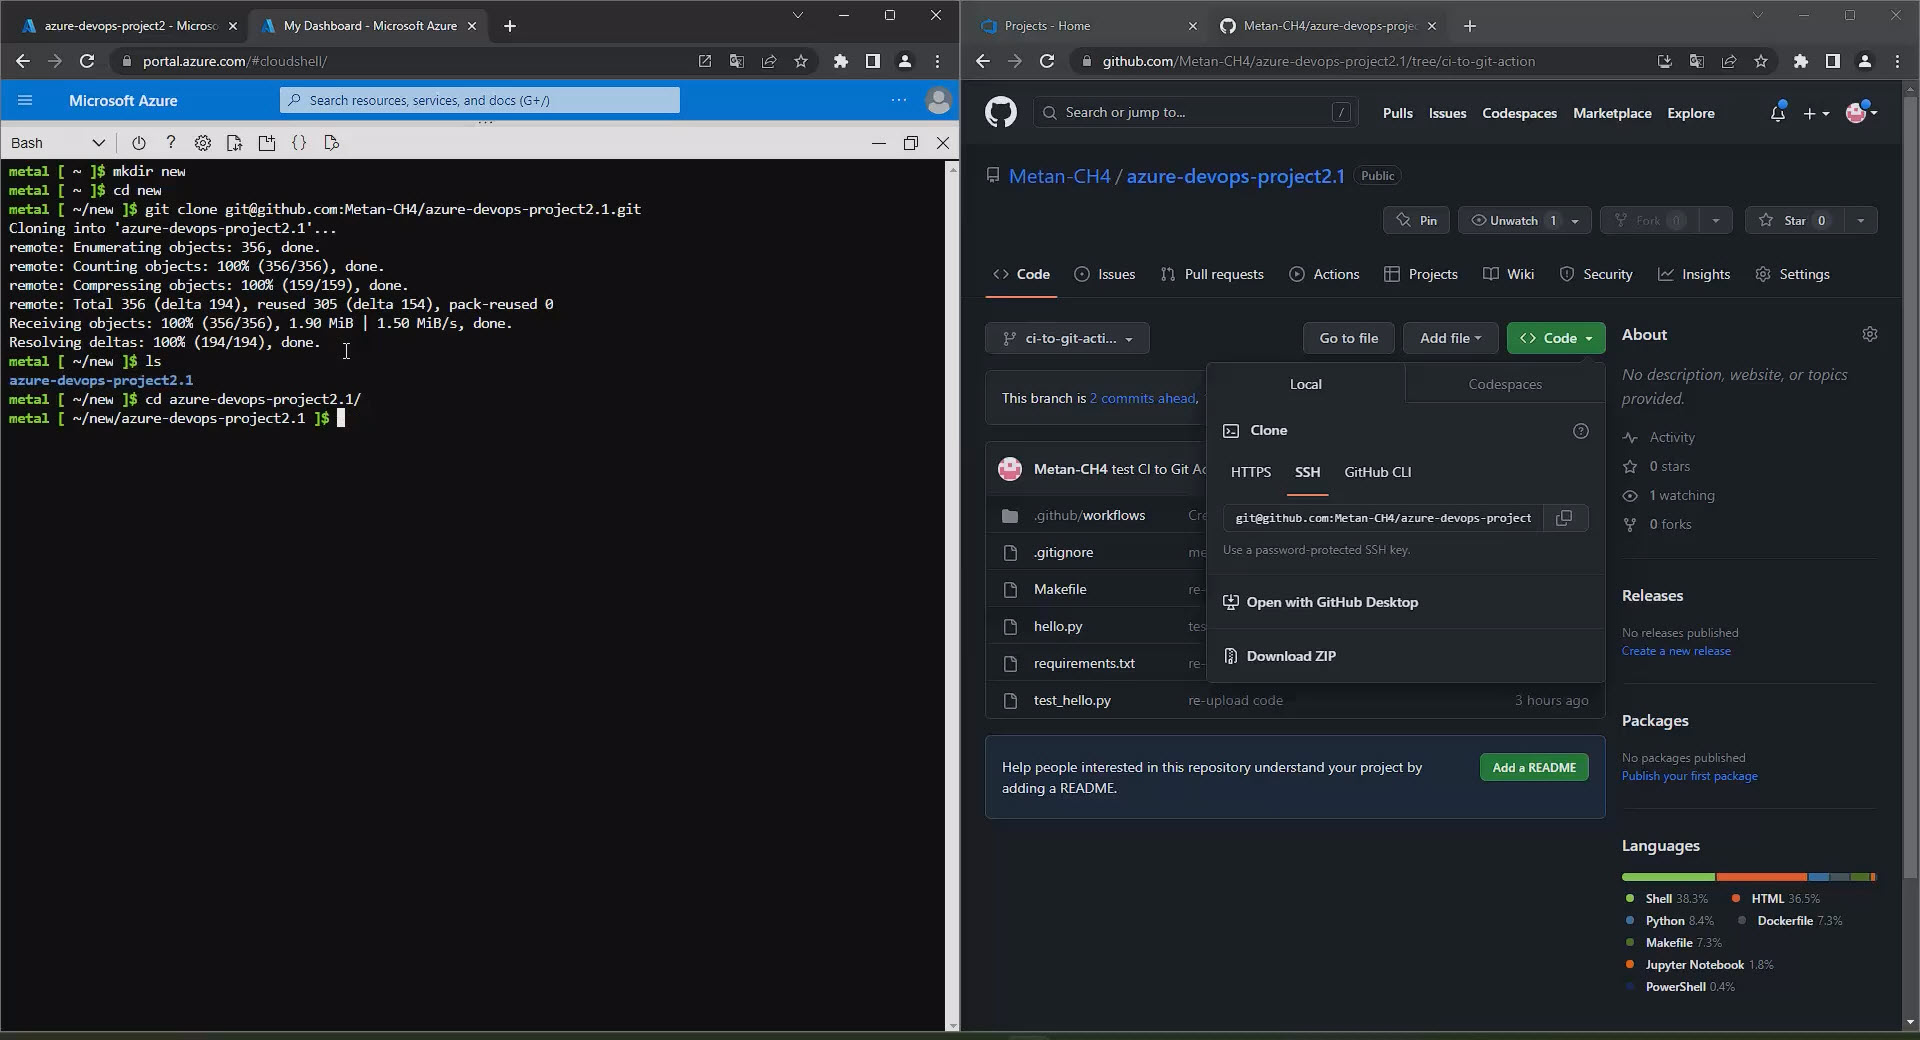 azure-devops-project2 - Microso
My Dashboard - Microsoft Azure
portal.azure.com/#cloudshell/
Microsoft Azure
Search resources, services, and docs (G+/)
Bash
metal [ ~ ]$ mkdir new
metal [ ~ ]$ cd new
metal [ ~/new ]$ git clone git@github.com:Metan-CH4/azure-devops-project2.1.git
Cloning into 'azure-devops-project2.1'...
remote: Enumerating objects: 356, done.
remote: Counting objects: 100% (356/356), done.
remote: Compressing objects: 100% (159/159), done.
remote: Total 356 (delta 194), reused 305 (delta 154), pack-reused 0
Receiving objects: 100% (356/356), 1.90 MiB | 1.50 MiB/s, done.
Resolving deltas: 100% (194/194), done.
metal [ ~/new ]$ ls
azure-devops-project2.1
metal [ ~/new ]$ cd azure-devops-project2.1/
metal [ ~/new/azure-devops-project2.1 ]$
Projects - Home
Metan-CH4/azure-devops-proje
github.com/Metan-CH4/azure-devops-project2.1/tree/ci-to-git-action
Search or jump to...
/
Pulls
Issues
Codespaces
Marketplace
Explore
Metan-CH4 / azure-devops-project2.1
Public
Pin
Unwatch 1
Fork 0
Star 0
Code
Issues
Pull requests
Actions
Projects
Wiki
Security
Insights
Settings
ci-to-git-acti...
Go to file
Add file
Code
This branch is 2 commits ahead,
Local
Codespaces
Clone
HTTPS
SSH
GitHub CLI
git@github.com:Metan-CH4/azure-devops-project
Use a password-protected SSH key.
Open with GitHub Desktop
Download ZIP
Metan-CH4 test CI to Git Ac
.github/workflows Cre
.gitignore me
Makefile re-
hello.py tes
requirements.txt re-
test_hello.py re-upload code 3 hours ago
Help people interested in this repository understand your project by
adding a README.
Add a README
About
No description, website, or topics
provided.
Activity
0 stars
1 watching
0 forks
Releases
No releases published
Create a new release
Packages
No packages published
Publish your first package
Languages
Shell 38.3%
HTML 36.5%
Python 8.4%
Dockerfile 7.3%
Makefile 7.3%
Jupyter Notebook 1.8%
PowerShell 0.4%